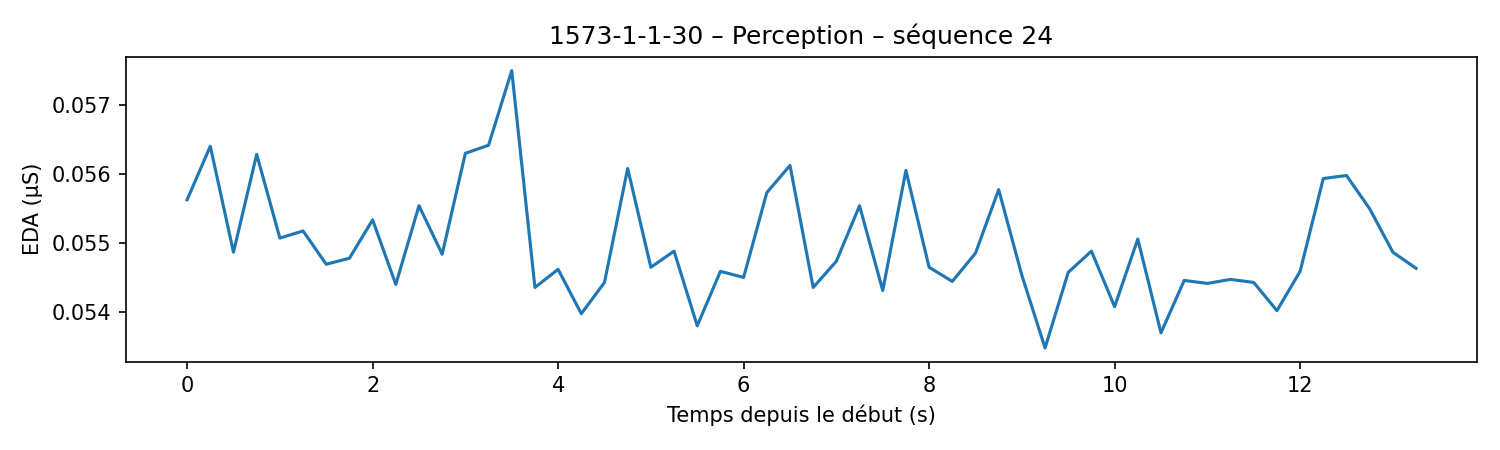 1573-1-1-30 – Perception – séquence 24
EDA (µS)
0.057
0.056
0.055
0.054
0 2 4 6 8 10 12
Temps depuis le début (s)